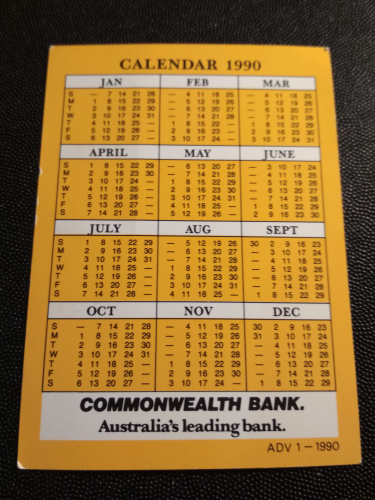 CALENDAR 1990
JAN FEB MAR
S — 7 14 21 28 — 4 11 18 25 — 4 11 18 25
M 1 8 15 22 29 — 5 12 19 26 — 5 12 19 26
T 2 9 16 23 30 — 6 13 20 27 — 6 13 20 27
W 3 10 17 24 31 — 7 14 21 28 — 7 14 21 28
T 4 11 18 25 — 1 8 15 22 — 1 8 15 22 29
F 5 12 19 26 — 2 9 16 23 — 2 9 16 23 30
S 6 13 20 27 — 3 10 17 24 — 3 10 17 24 31
APRIL MAY JUNE
S 1 8 15 22 29 — 6 13 20 27 — 3 10 17 24
M 2 9 16 23 30 — 7 14 21 28 — 4 11 18 25
T 3 10 17 24 — 1 8 15 22 29 — 5 12 19 26
W 4 11 18 25 — 2 9 16 23 30 — 6 13 20 27
T 5 12 19 26 — 3 10 17 24 31 — 7 14 21 28
F 6 13 20 27 — 4 11 18 25 — 1 8 15 22 29
S 7 14 21 28 — 5 12 19 26 — 2 9 16 23 30
JULY AUG SEPT
S 1 8 15 22 29 — 5 12 19 26 30 2 9 16 23
M 2 9 16 23 30 — 6 13 20 27 — 3 10 17 24
T 3 10 17 24 31 — 7 14 21 28 — 4 11 18 25
W 4 11 18 25 — 1 8 15 22 29 — 5 12 19 26
T 5 12 19 26 — 2 9 16 23 30 — 6 13 20 27
F 6 13 20 27 — 3 10 17 24 31 — 7 14 21 28
S 7 14 21 28 — 4 11 18 25 — 1 8 15 22 29
OCT NOV DEC
S — 7 14 21 28 — 4 11 18 25 30 2 9 16 23
M 1 8 15 22 29 — 5 12 19 26 31 3 10 17 24
T 2 9 16 23 30 — 6 13 20 27 — 4 11 18 25
W 3 10 17 24 31 — 7 14 21 28 — 5 12 19 26
T 4 11 18 25 — 1 8 15 22 29 — 6 13 20 27
F 5 12 19 26 — 2 9 16 23 30 — 7 14 21 28
S 6 13 20 27 — 3 10 17 24 — 1 8 15 22 29
COMMONWEALTH BANK.
Australia's leading bank.
ADV 1 – 1990